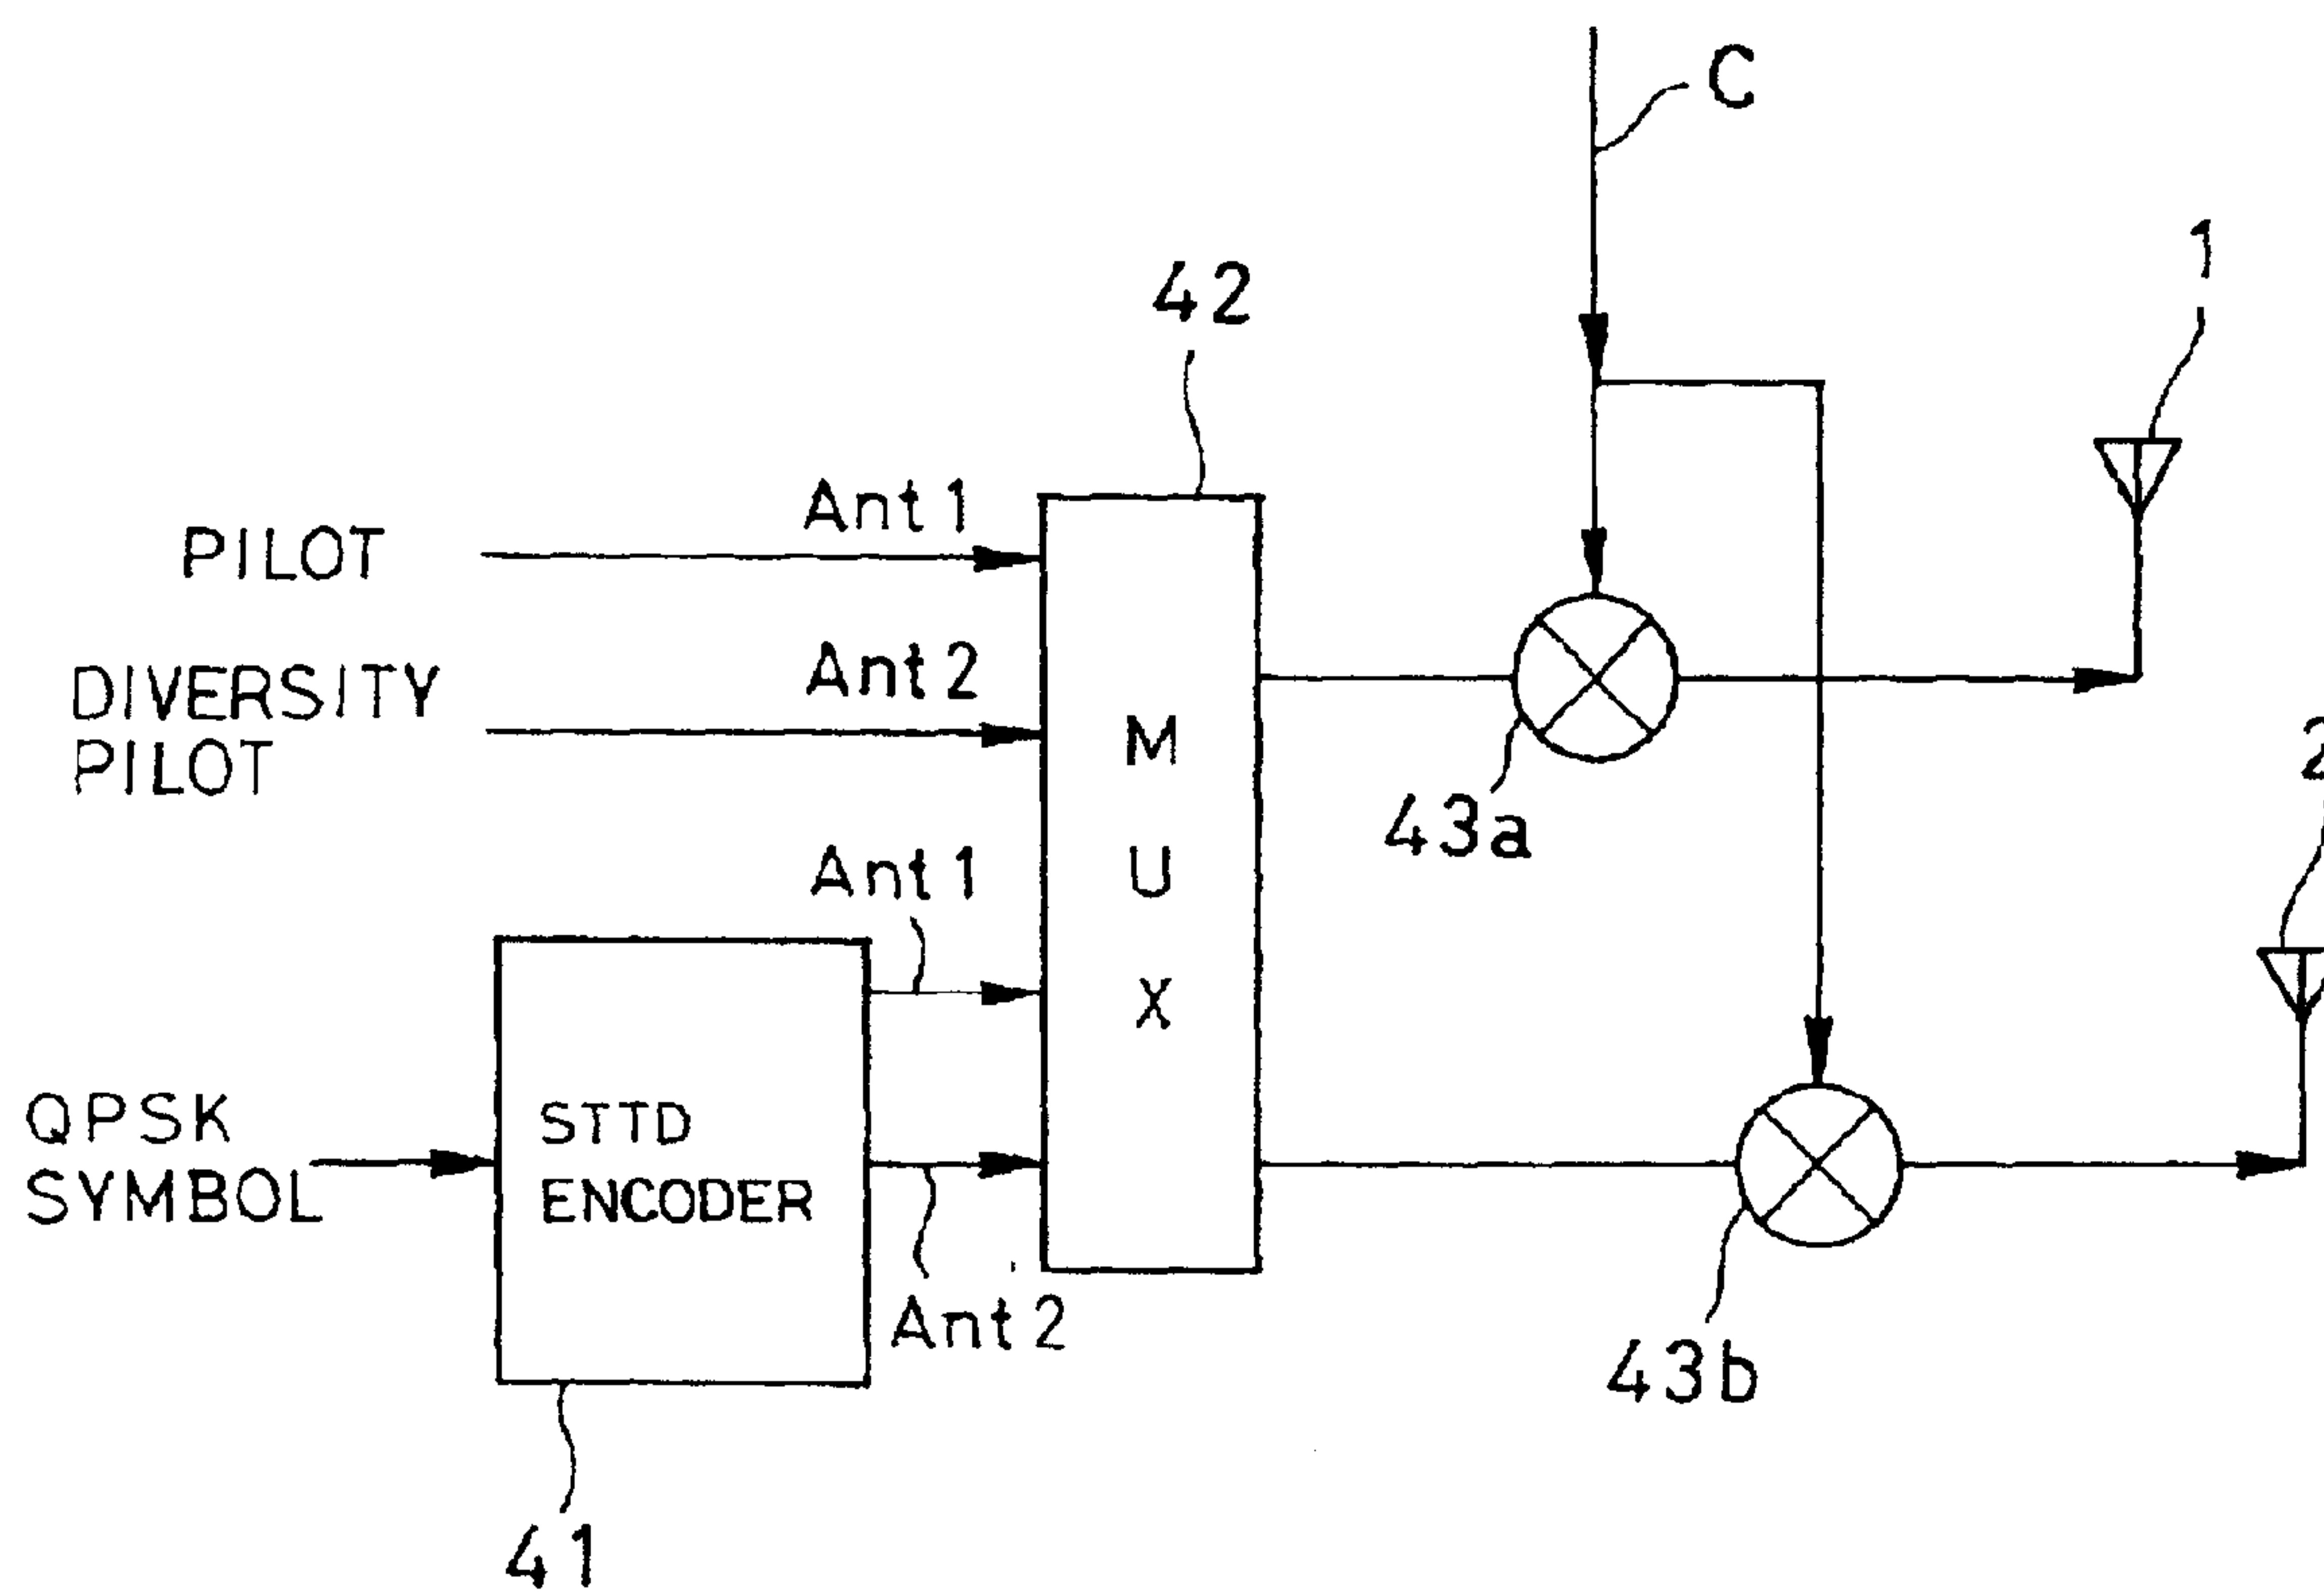 C
1
42
Ant 1
PILOT
Ant 2
DIVERSITY
PILOT
MUX
2
43a
Ant 1
QPSK
SYMBOL
STTD
ENCODER
Ant 2
43b
41